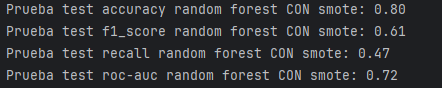 Prueba test accuracy random forest CON smote: 0.80
Prueba test f1_score random forest CON smote: 0.61
Prueba test recall random forest CON smote: 0.47
Prueba test roc-auc random forest CON smote: 0.72